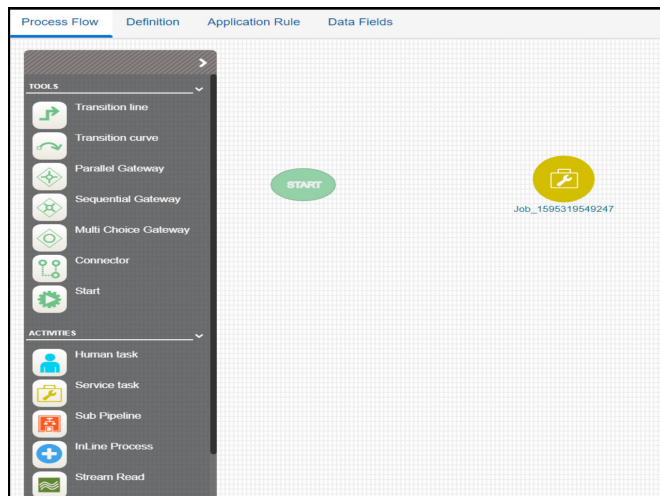 Process Flow Definition Application Rule Data Fields
TOOLS
Transition line
Transition curve
Parallel Gateway
Sequential Gateway
Multi Choice Gateway
Connector
Start
ACTIVITIES
Human task
Service task
Sub Pipeline
InLine Process
Stream Read
START
Job_1595319549247